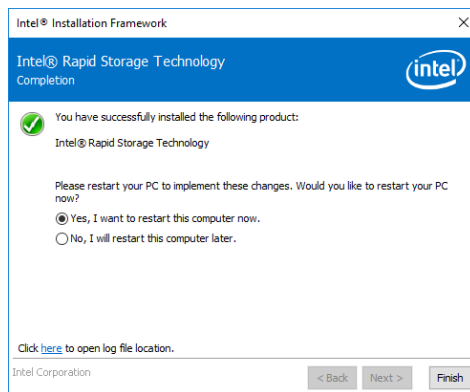 Intel® Installation Framework
Intel® Rapid Storage Technology
Completion
intel
You have successfully installed the following product:
Intel® Rapid Storage Technology
Please restart your PC to implement these changes. Would you like to restart your PC
now?
Yes, I want to restart this computer now.
No, I will restart this computer later.
Click here to open log file location.
Intel Corporation
< Back
Next >
Finish